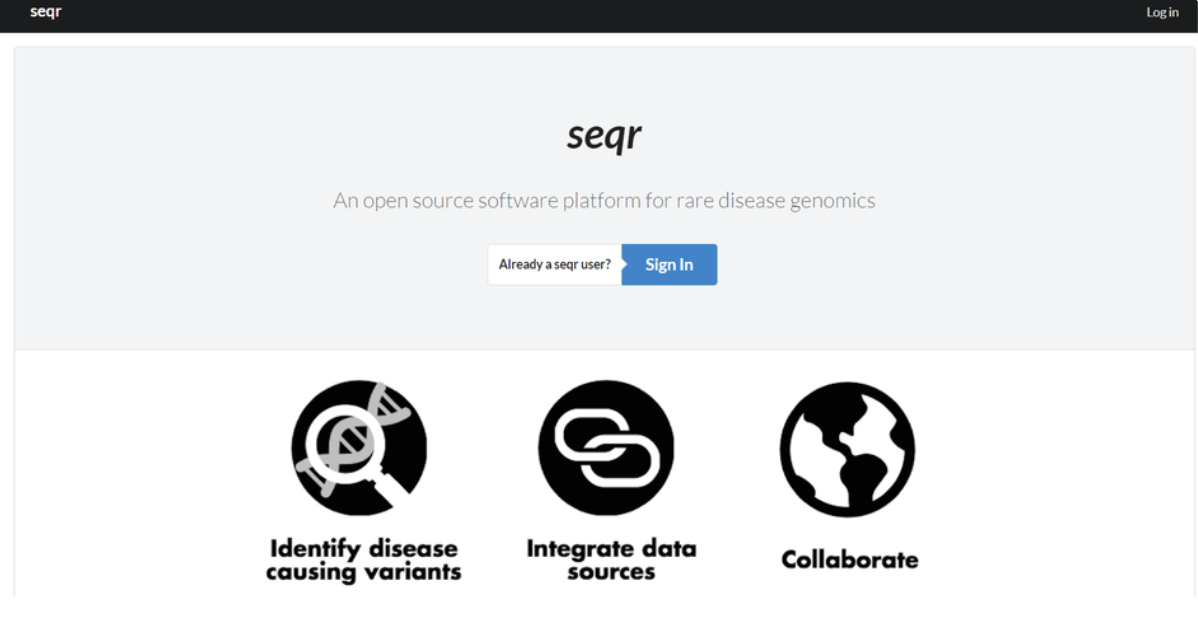 seqr
Log in
seqr
An open source software platform for rare disease genomics
Already a seqr user?
Sign In
Identify disease
causing variants
Integrate data
sources
Collaborate